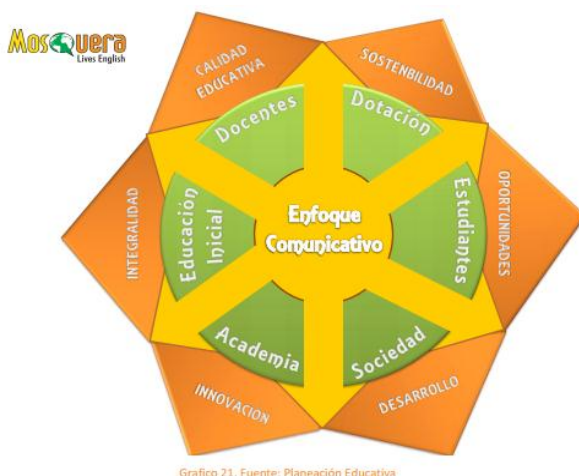 Mosquera
Lives English
CALIDAD
EDUCATIVA
SOSTENBILIDAD
Docentes
Dotación
INTEGRALIDAD
Educación
Inicial
Enfoque
Comunicativo
Estudiantes
OPORTUNIDADES
Academia
Sociedad
INNOVACION
DESARROLLO
Grafico 21. Fuente: Planeación Educativa